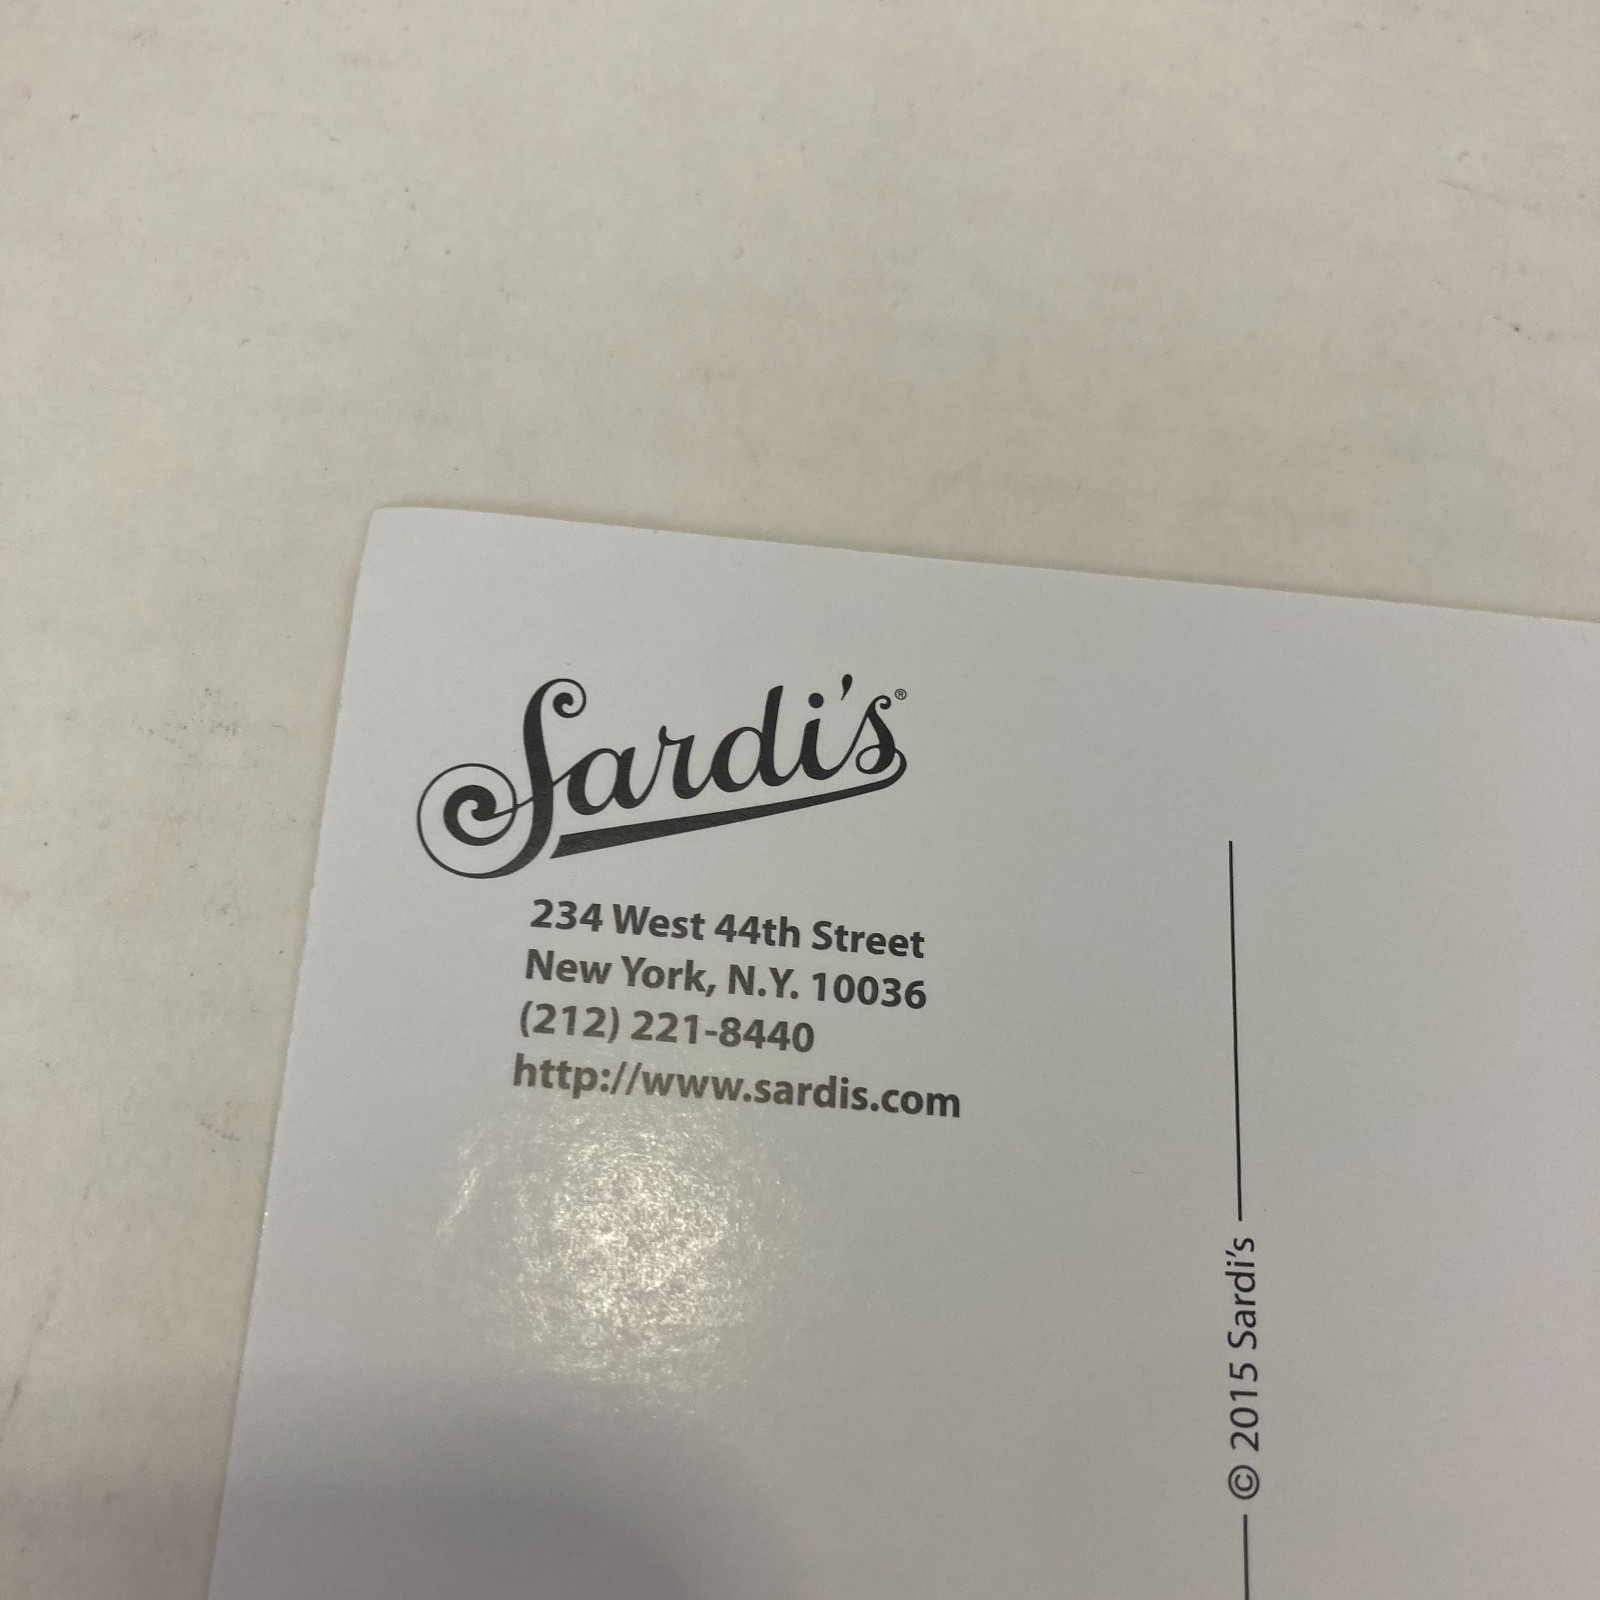 Sardi's®
234 West 44th Street
New York, N.Y. 10036
(212) 221-8440
http://www.sardis.com
© 2015 Sardi's